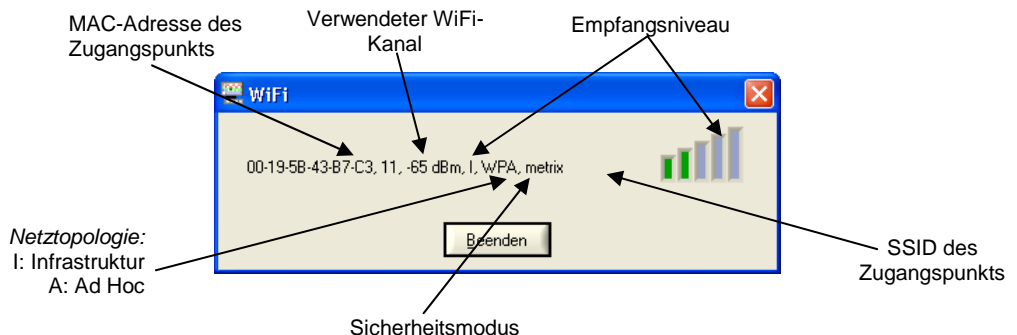 MAC-Adresse des
Zugangspunkts
Verwendeter WiFi-
Kanal
Empfangsniveau
WiFi
00-19-5B-43-B7-C3, 11, -65 dBm, I, WPA, metrix
Beenden
Netztopologie:
I: Infrastruktur
A: Ad Hoc
SSID des
Zugangspunkts
Sicherheitsmodus